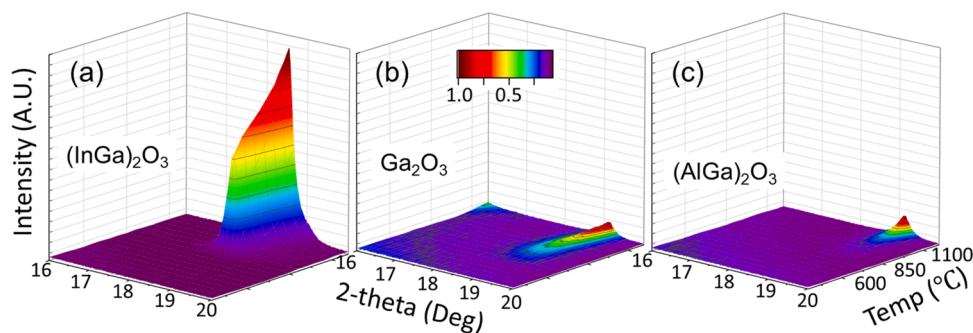 (a)
(b)
(c)
1.0 0.5
Intensity (A.U.)
(InGa)₂O₃
Ga₂O₃
(AlGa)₂O₃
16 17 18 19 20
16 17 18 19 20
16 17 18 19 20
16
16
2-theta (Deg)
600 850 1100
Temp (°C)